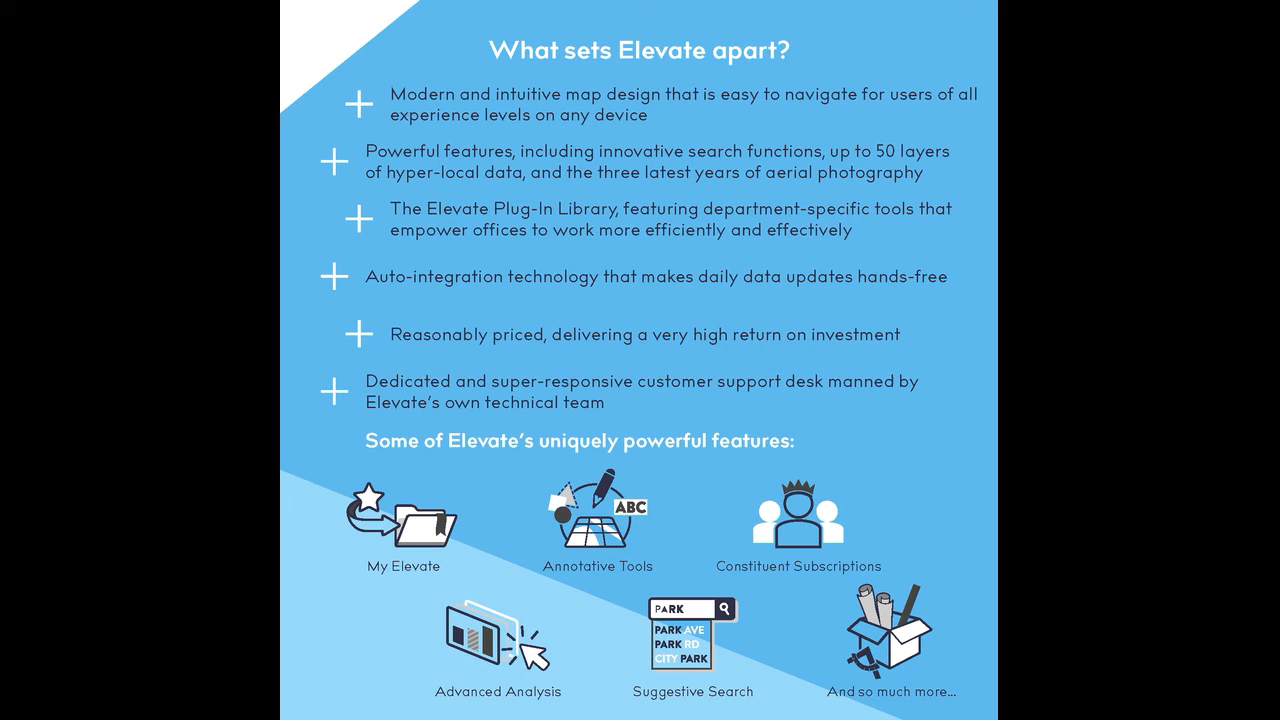 What sets Elevate apart?
Modern and intuitive map design that is easy to navigate for users of all
experience levels on any device
Powerful features, including innovative search functions, up to 50 layers
of hyper-local data, and the three latest years of aerial photography
The Elevate Plug-In Library, featuring department-specific tools that
empower offices to work more efficiently and effectively
Auto-integration technology that makes daily data updates hands-free
Reasonably priced, delivering a very high return on investment
Dedicated and super-responsive customer support desk manned by
Elevate's own technical team
Some of Elevate's uniquely powerful features:
ABC
My Elevate
Annotative Tools
Constituent Subscriptions
PARK
PARK AVE
PARK RD
CITY PARK
Advanced Analysis
Suggestive Search
And so much more...